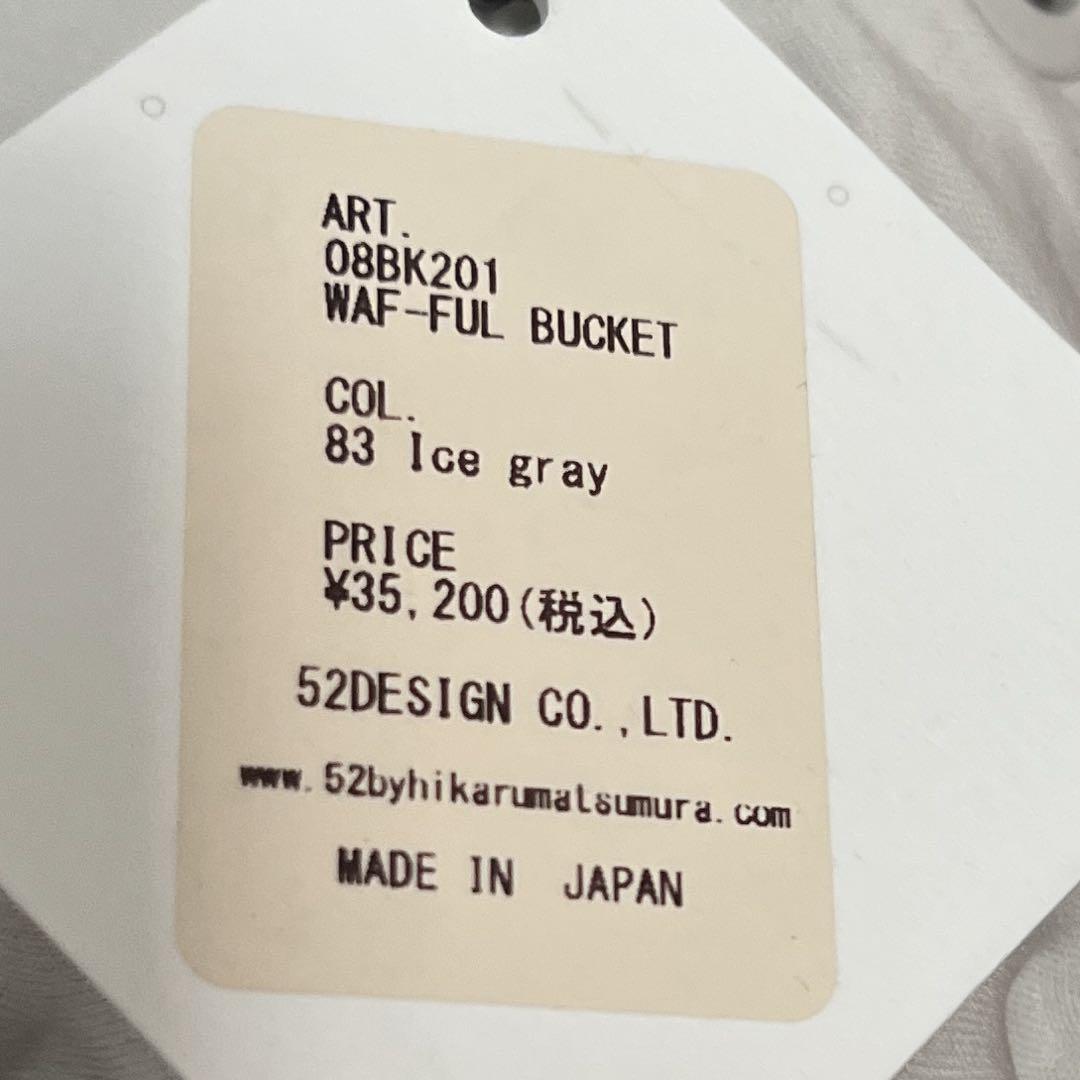 ART.
08BK201
WAF-FUL BUCKET
COL.
83 Ice gray
PRICE
¥35,200(税込)
52DESIGN CO.,LTD.
www.52byhikarumatsumura.com
MADE IN JAPAN